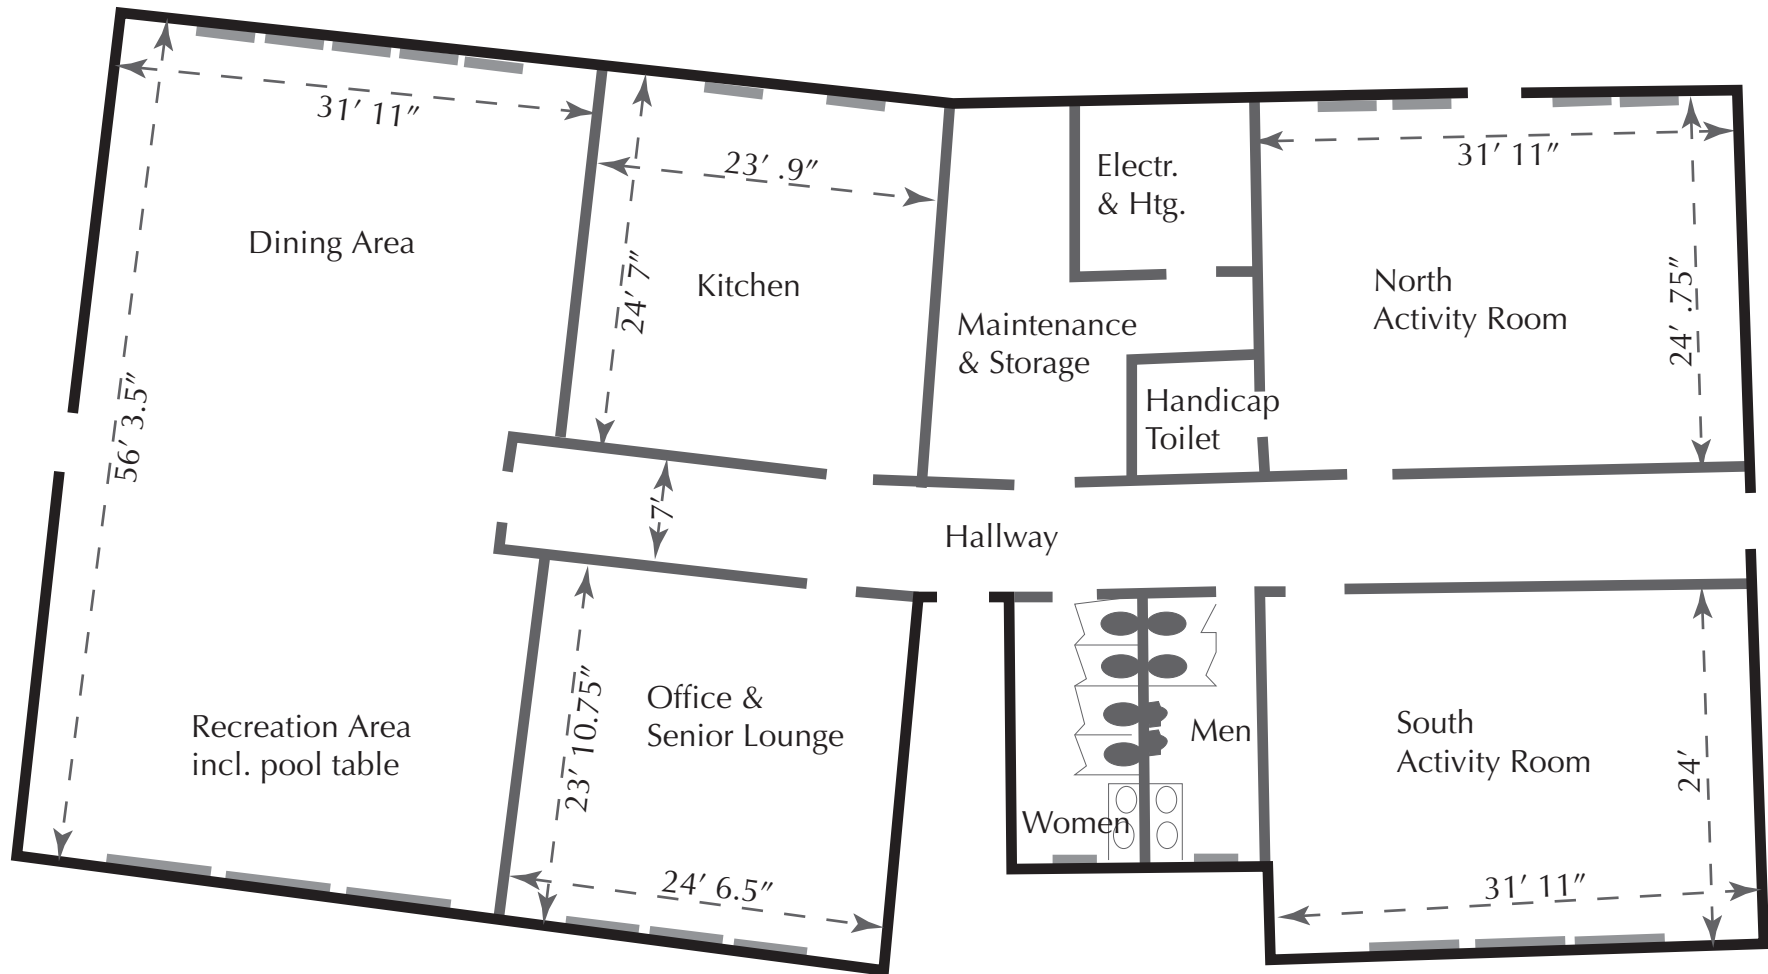 31′ 11″
23′ .9″
Electr.
& Htg.
31′ 11″
Dining Area
24′ 7″
Kitchen
North
Activity Room
24′ .75″
Maintenance
& Storage
Handicap
Toilet
56′ 3.5″
7′
Hallway
Recreation Area
incl. pool table
Office &
Senior Lounge
23′ 10.75″
24′ 6.5″
Men
Women
South
Activity Room
24′
31′ 11″